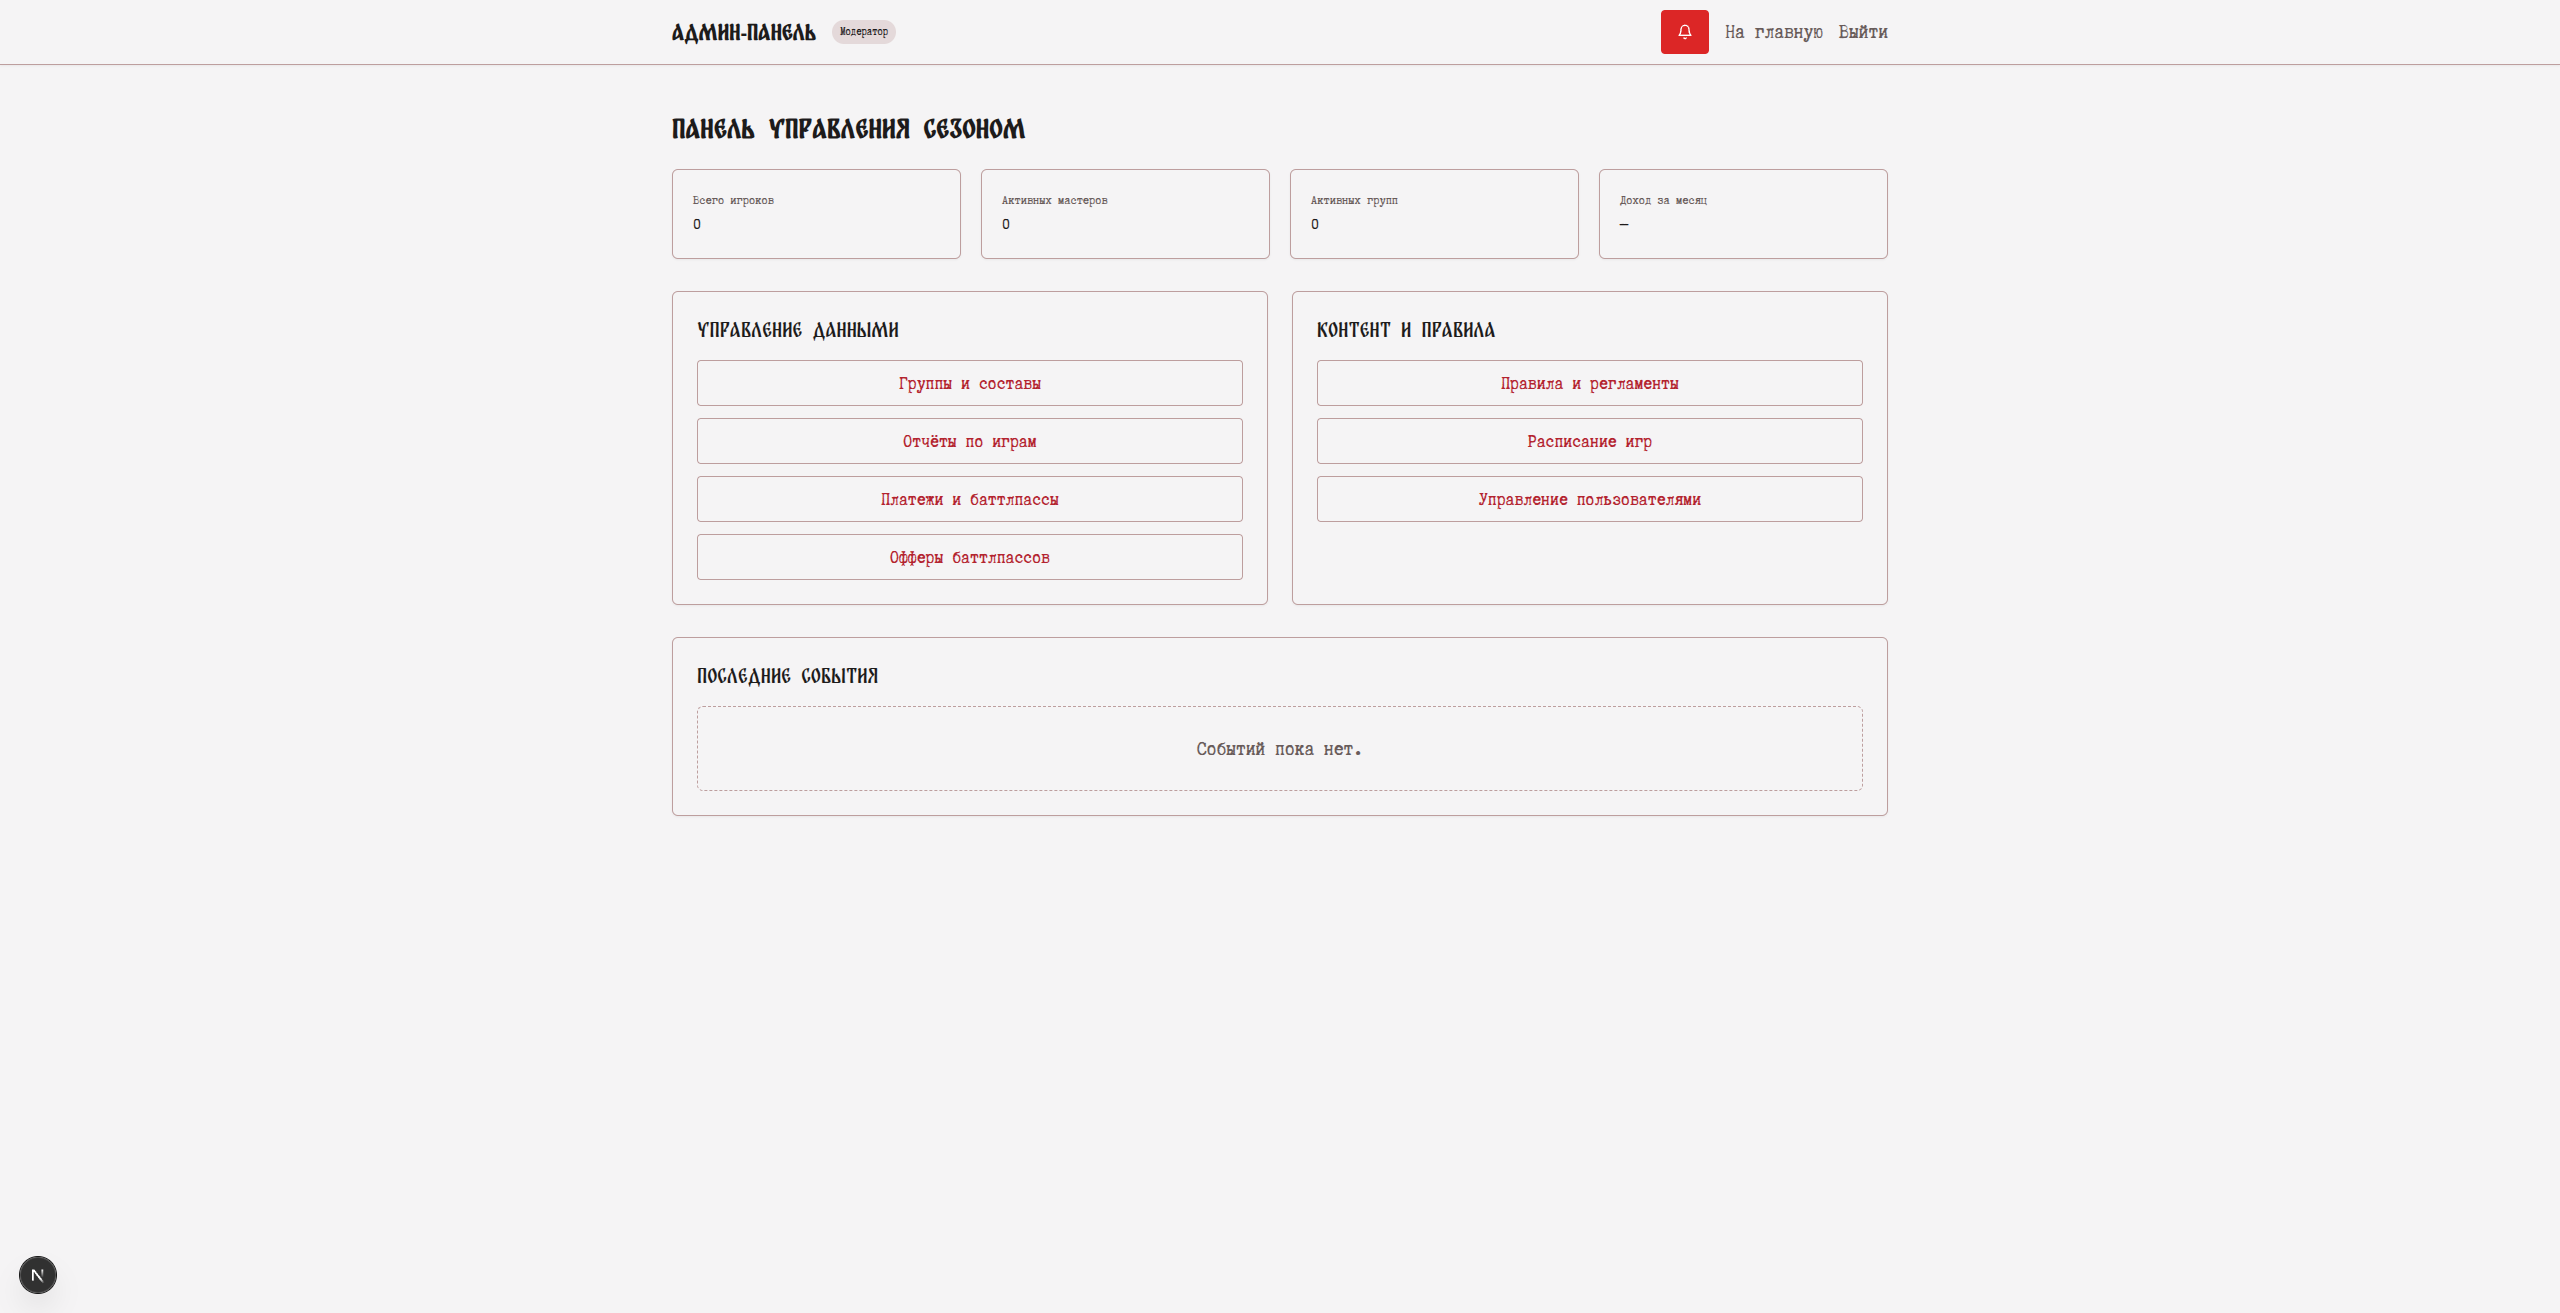 АДМИН-ПАНЕЛЬ Модератор На главную Выйти
ПАНЕЛЬ УПРАВЛЕНИЯ СЕЗОНОМ
Всего игроков Активных мастеров Активных групп Доход за месяц
0 0 0 —
УПРАВЛЕНИЕ ДАННЫМИ
Группы и составы
Отчёты по играм
Платежи и баттлпассы
Офферы баттлпассов
КОНТЕНТ И ПРАВИЛА
Правила и регламенты
Расписание игр
Управление пользователями
ПОСЛЕДНИЕ СОБЫТИЯ
Событий пока нет.
N